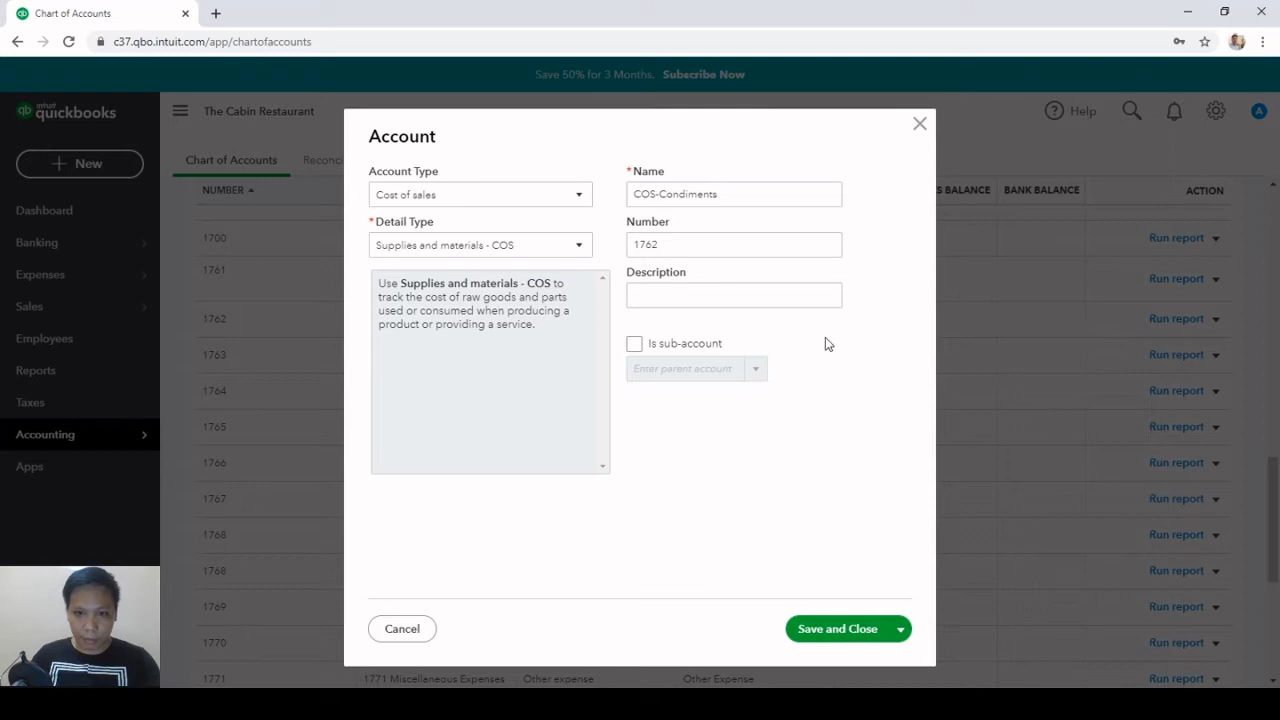 Chart of Accounts
c37.qbo.intuit.com/app/chartofaccounts
Save 50% for 3 Months. Subscribe Now
intuit quickbooks
The Cabin Restaurant
Help
A
New
Chart of Accounts
Reconci
NUMBER
S BALANCE
BANK BALANCE
ACTION
Dashboard
Banking
Expenses
Sales
Employees
Reports
Taxes
Accounting
Apps
Account
Account Type
Cost of sales
* Detail Type
Supplies and materials - COS
Use Supplies and materials - COS to
track the cost of raw goods and parts
used or consumed when producing a
product or providing a service.
* Name
COS-Condiments
Number
1762
Description
Is sub-account
Enter parent account
Cancel
Save and Close
1700 Run report
1761 Run report
1762 Run report
1763 Run report
1764 Run report
1765 Run report
1766 Run report
1767 Run report
1768 Run report
1768 Run report
1769 Run report
1770 Run report
1771 1771 Miscellaneous Expenses Other expense Other Expense Run report